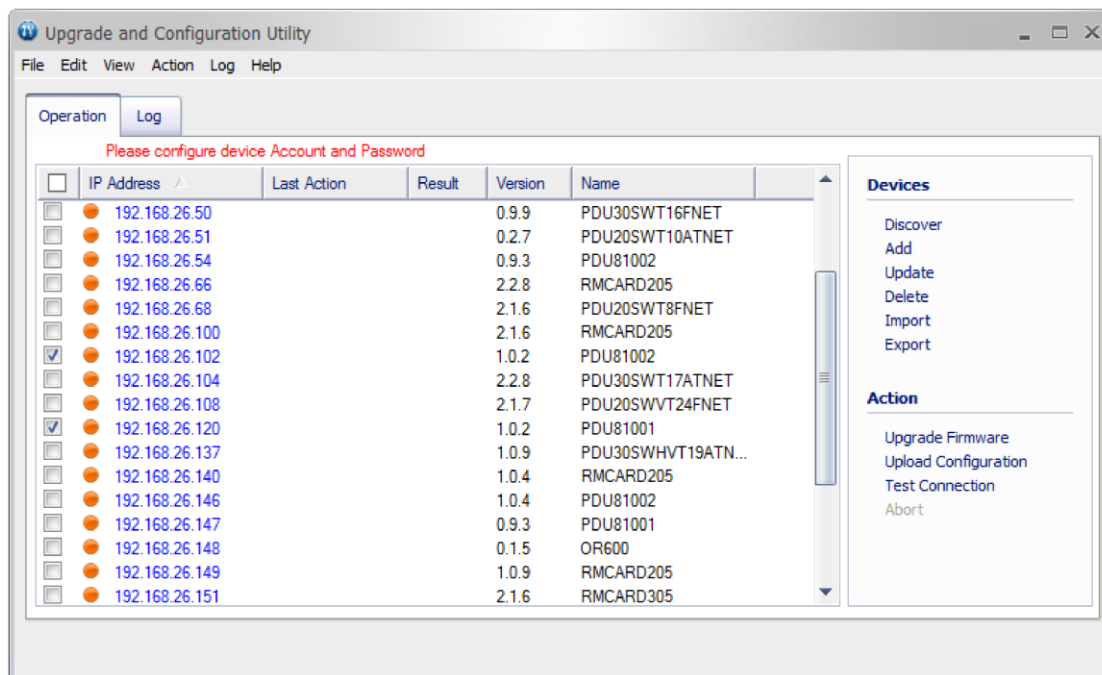 Upgrade and Configuration Utility
File Edit View Action Log Help
Operation Log
Please configure device Account and Password
IP Address Last Action Result Version Name
192.168.26.50 0.9.9 PDU30SWT16FNET
192.168.26.51 0.2.7 PDU20SWT10ATNET
192.168.26.54 0.9.3 PDU81002
192.168.26.66 2.2.8 RMCARD205
192.168.26.68 2.1.6 PDU20SWT8FNET
192.168.26.100 2.1.6 RMCARD205
192.168.26.102 1.0.2 PDU81002
192.168.26.104 2.2.8 PDU30SWT17ATNET
192.168.26.108 2.1.7 PDU20SWVT24FNET
192.168.26.120 1.0.2 PDU81001
192.168.26.137 1.0.9 PDU30SWHVT19ATN...
192.168.26.140 1.0.4 RMCARD205
192.168.26.146 1.0.4 PDU81002
192.168.26.147 0.9.3 PDU81001
192.168.26.148 0.1.5 OR600
192.168.26.149 1.0.9 RMCARD205
192.168.26.151 2.1.6 RMCARD305
Devices
Discover
Add
Update
Delete
Import
Export
Action
Upgrade Firmware
Upload Configuration
Test Connection
Abort